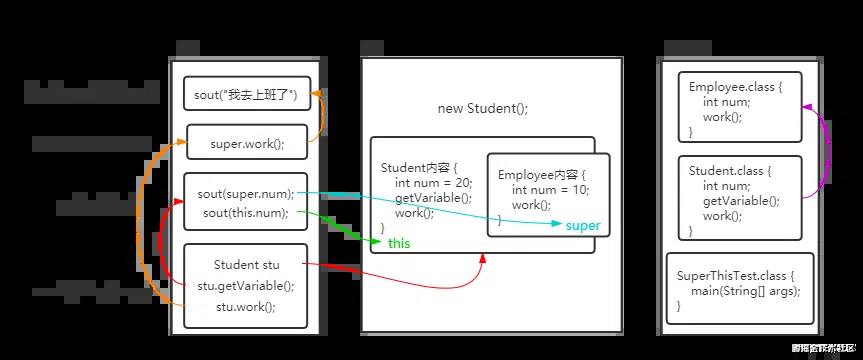 sout("我去上班了")
super.work();
sout(super.num);
sout(this.num);
Student stu
stu.getVariable();
stu.work();
new Student();
Student内容 {
int num = 20;
getVariable();
work();
}
this
Employee内容 {
int num = 10;
work();
}
super
Employee.class {
int num;
work();
}
Student.class {
int num;
getVariable();
work();
}
SuperThisTest.class {
main(String[] args);
}